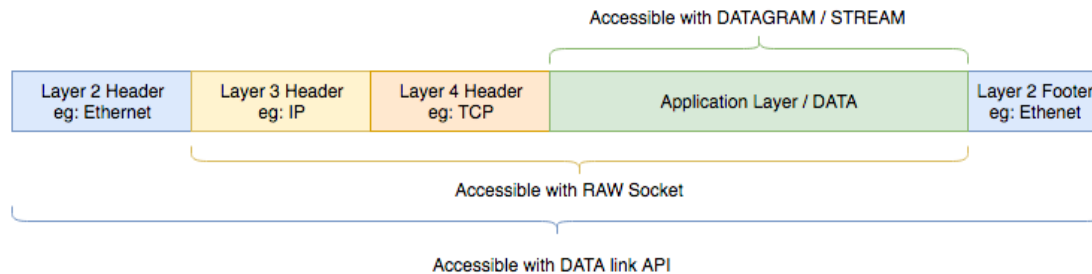 Accessible with DATAGRAM / STREAM
Layer 2 Header
eg: Ethernet
Layer 3 Header
eg: IP
Layer 4 Header
eg: TCP
Application Layer / DATA
Layer 2 Footer
eg: Ethenet
Accessible with RAW Socket
Accessible with DATA link API